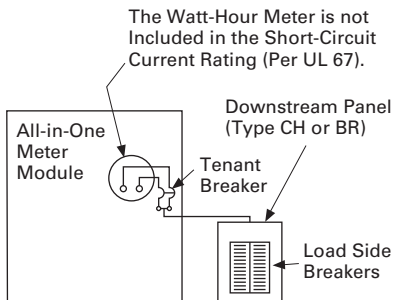 The Watt-Hour Meter is not
Included in the Short-Circuit
Current Rating (Per UL 67).
Downstream Panel
(Type CH or BR)
All-in-One
Meter
Module
Tenant
Breaker
Load Side
Breakers